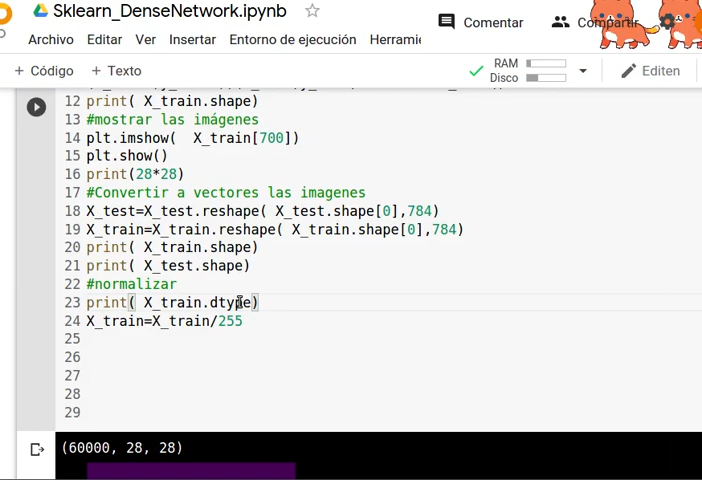 Sklearn_DenseNetwork.ipynb
Comentar
Compartir
Archivo Editar Ver Insertar Entorno de ejecución Herramie
+ Código + Texto
RAM
Disco
Editen
12 print( X_train.shape)
13 #mostrar las imágenes
14 plt.imshow( X_train[700])
15 plt.show()
16 print(28*28)
17 #Convertir a vectores las imagenes
18 X_test=X_test.reshape( X_test.shape[0],784)
19 X_train=X_train.reshape( X_train.shape[0],784)
20 print( X_train.shape)
21 print( X_test.shape)
22 #normalizar
23 print( X_train.dtype)
24 X_train=X_train/255
25
26
27
28
29
(60000, 28, 28)